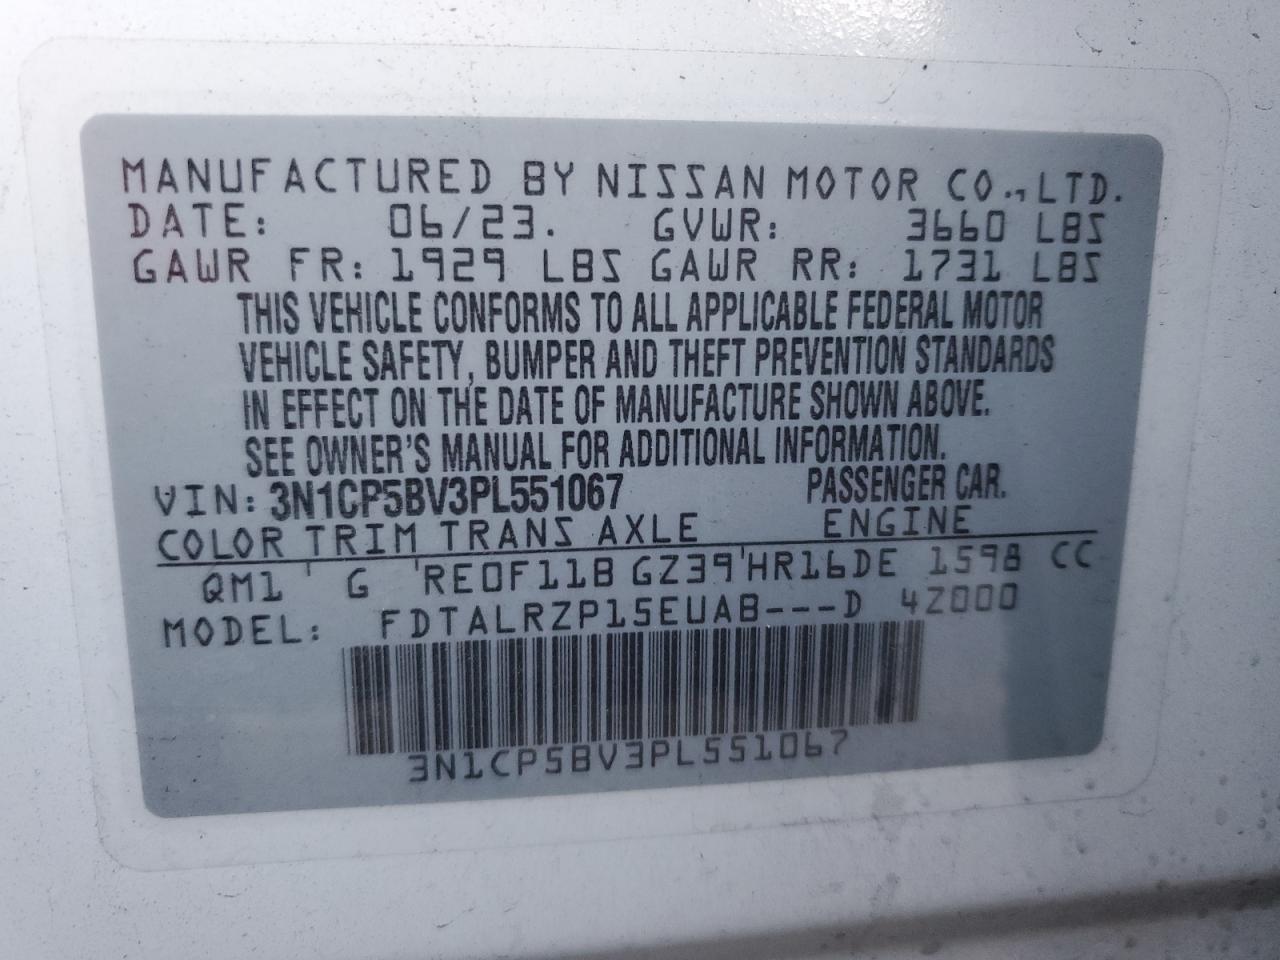 MANUFACTURED BY NISSAN MOTOR CO.,LTD.
DATE: 06/23. GVWR: 3660 LBS
GAWR FR: 1929 LBS GAWR RR: 1731 LBS
THIS VEHICLE CONFORMS TO ALL APPLICABLE FEDERAL MOTOR
VEHICLE SAFETY, BUMPER AND THEFT PREVENTION STANDARDS
IN EFFECT ON THE DATE OF MANUFACTURE SHOWN ABOVE.
SEE OWNER'S MANUAL FOR ADDITIONAL INFORMATION.
VIN: 3N1CP5BV3PL551067 PASSENGER CAR.
COLOR TRIM TRANS AXLE ENGINE
QM1 ' G 'RE0F11B GZ39'HR16DE 1598 CC
MODEL: FDTALRZP15EUAB---D 4Z000
3N1CP5BV3PL551067